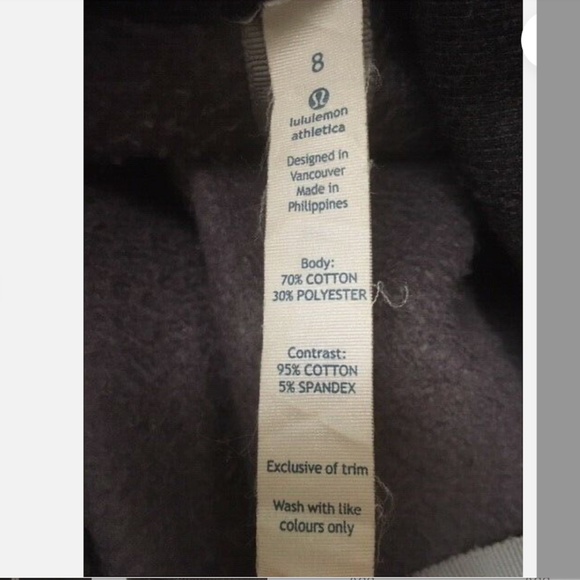 8
lululemon
athletica
Designed in
Vancouver
Made in
Philippines
Body:
70% COTTON
30% POLYESTER
Contrast:
95% COTTON
5% SPANDEX
Exclusive of trim
Wash with like
colours only